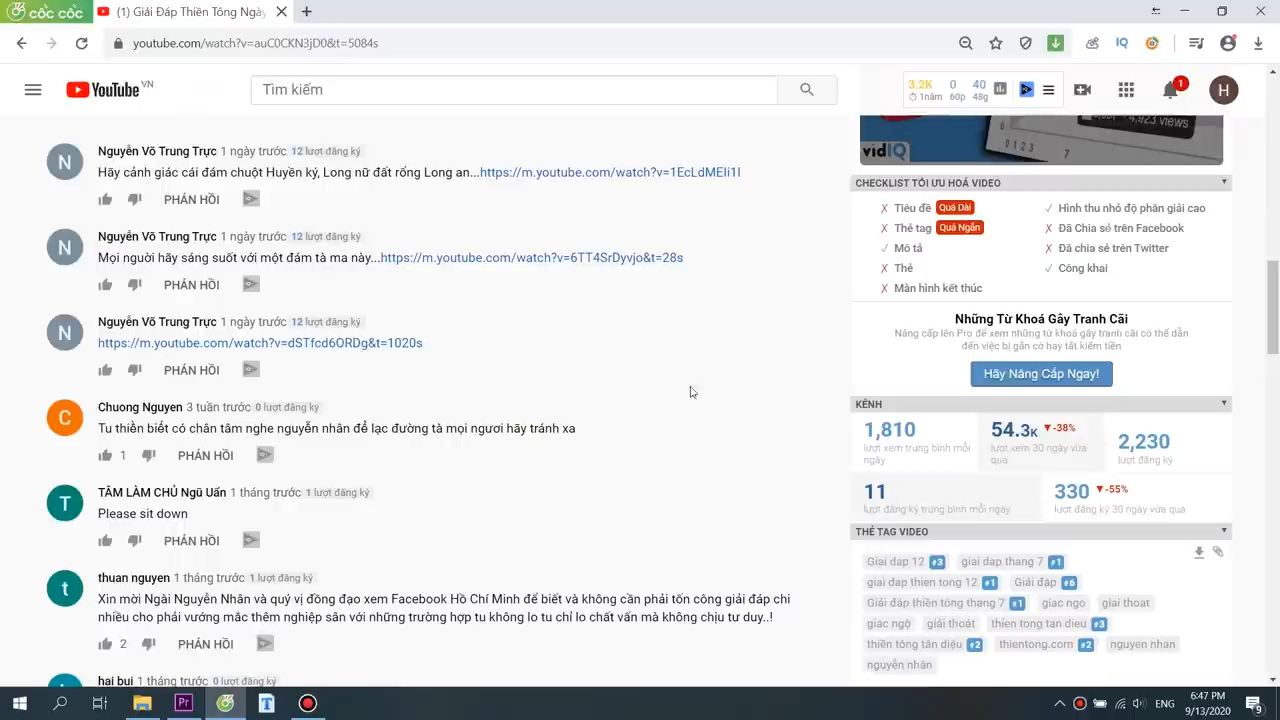 cốc cốc
(1) Giải Đáp Thiền Tông Ngày
youtube.com/watch?v=auC0CKN3jD0&t=5084s
IQ
YouTube VN
Tìm kiếm
3.2K 0 40
1năm 60p 48g
1
H
4,923 views
vidIQ
0 1 2 3
7
N
Nguyễn Võ Trung Trực 1 ngày trước 12 lượt đăng ký
Hãy cảnh giác cái đám chuột Huyền ký, Long nữ đất rồng Long an...https://m.youtube.com/watch?v=1EcLdMEIi1I
PHẢN HỒI
N
Nguyễn Võ Trung Trực 1 ngày trước 12 lượt đăng ký
Mọi nguời hãy sáng suốt với một đám tà ma này...https://m.youtube.com/watch?v=6TT4SrDyvjo&t=28s
PHẢN HỒI
N
Nguyễn Võ Trung Trực 1 ngày trước 12 lượt đăng ký
https://m.youtube.com/watch?v=dSTfcd6ORDg&t=1020s
PHẢN HỒI
C
Chuong Nguyen 3 tuần trước 0 lượt đăng ký
Tu thiền biết có chân tâm nghe nguyễn nhân để lạc đường tà mọi ngươi hãy tránh xa
1 PHẢN HỒI
T
TÂM LÀM CHỦ Ngũ Uẩn 1 tháng trước 1 lượt đăng ký
Please sit down
PHẢN HỒI
t
thuan nguyen 1 tháng trước 1 lượt đăng ký
Xin mời Ngài Nguyễn Nhân và quý vị đồng đạo xem Facebook Hồ Chí Minh để biết và không cần phải tốn công giải đáp chi
nhiều cho phải vướng mắc thêm nghiệp sân với những trường hợp tu không lo tu chỉ lo chất vấn mà không chịu tư duy..!
2 PHẢN HỒI
hai bui 1 tháng trước 0 lượt đăng ký
CHECKLIST TỐI ƯU HOÁ VIDEO
Tiêu đề Quá Dài
Thẻ tag Quá Ngắn
Mô tả
Thẻ
Màn hình kết thúc
Hình thu nhỏ độ phân giải cao
Đã Chia sẻ trên Facebook
Đã chia sẻ trên Twitter
Công khai
Những Từ Khoá Gây Tranh Cãi
Nâng cấp lên Pro để xem những từ khoá gây tranh cãi có thể dẫn
đến việc bị gắn cờ hay tắt kiếm tiền
Hãy Nâng Cấp Ngay!
KÊNH
1,810
lượt xem trung bình mỗi
ngày
54.3K -38%
lượt xem 30 ngày vừa
qua
2,230
lượt đăng ký
11
lượt đăng ký trung bình mỗi ngày
330 -55%
lượt đăng ký 30 ngày vừa qua
THẺ TAG VIDEO
Giai dap 12 #3 giai dap thang 7 #1
giai dap thien tong 12 #1 Giải đáp #6
Giải đáp thiền tông tháng 7 #1 giac ngo giai thoat
giác ngộ giải thoát thien tong tan dieu #3
thiền tông tân diệu #2 thientong.com #2 nguyen nhan
nguyễn nhân
Pr
T
ENG
6:47 PM
9/13/2020
9